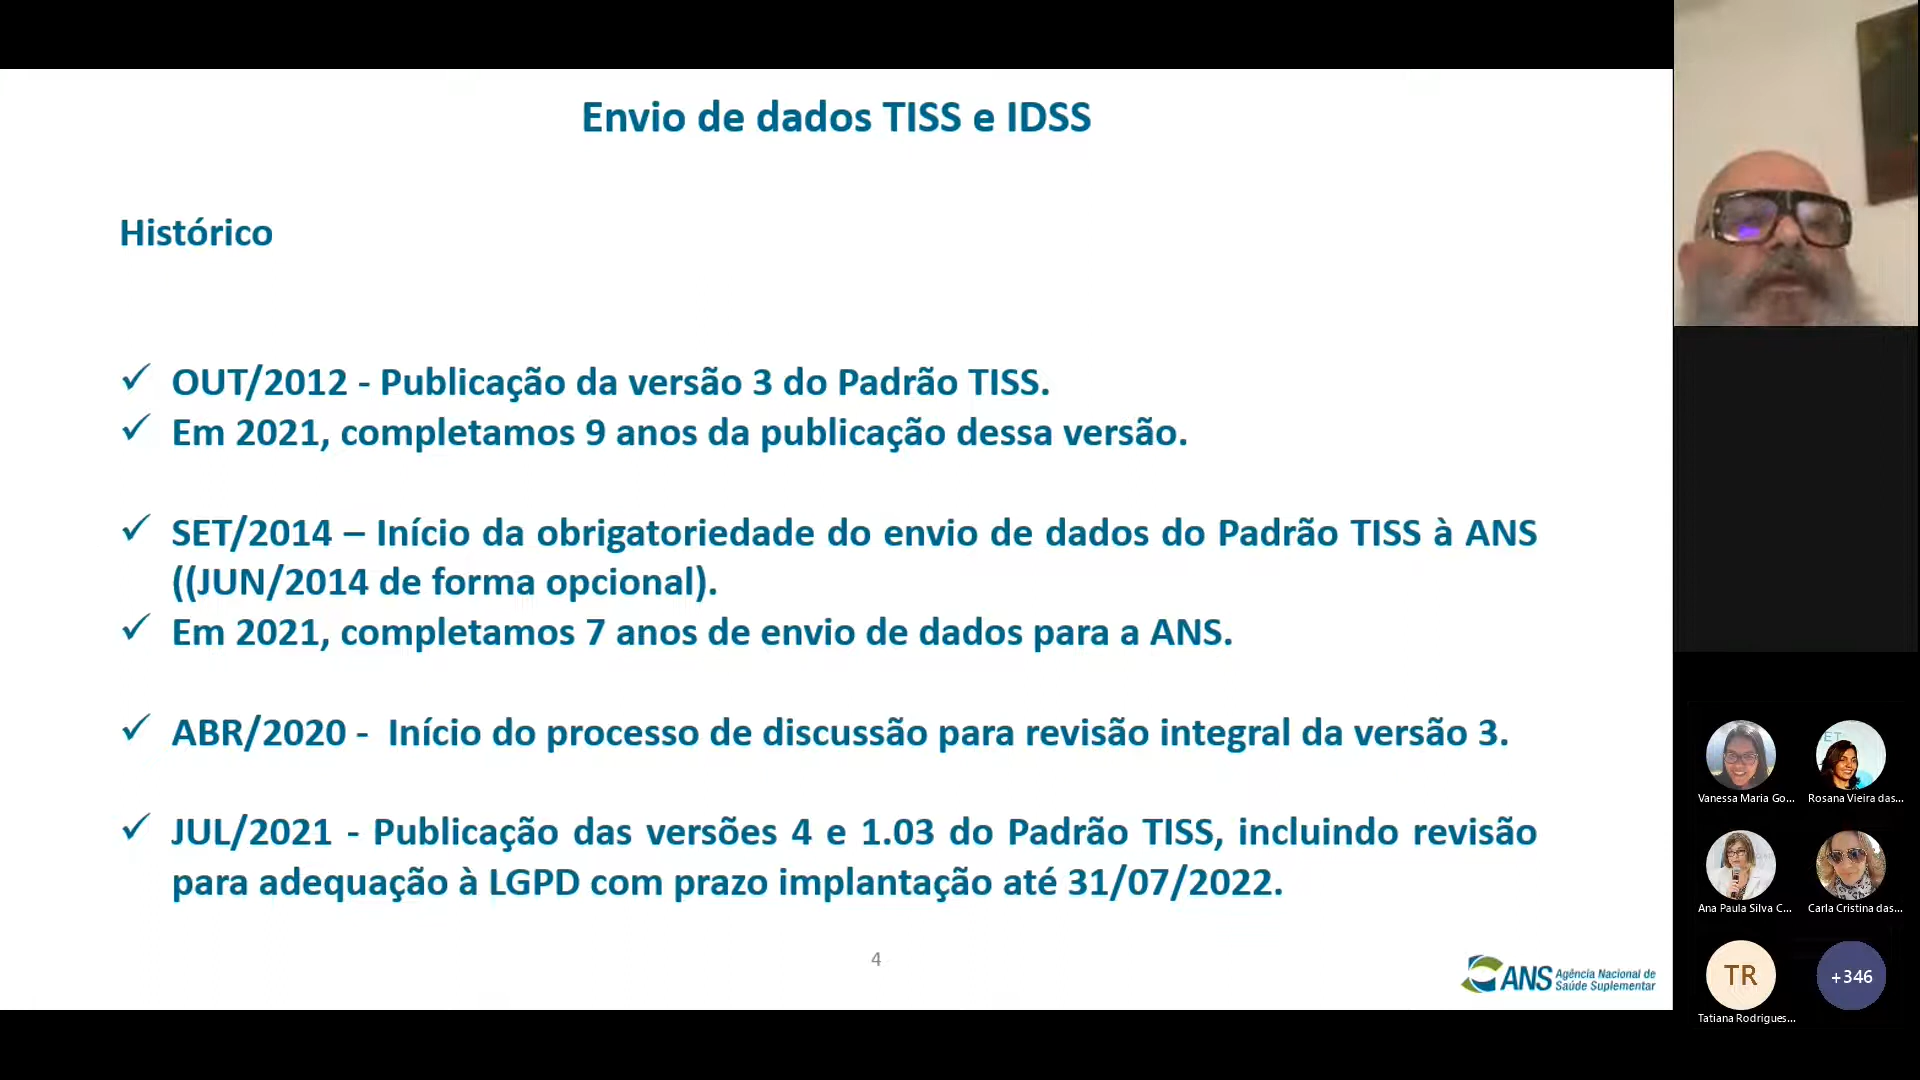 Envio de dados TISS e IDSS
Histórico
✓ OUT/2012 - Publicação da versão 3 do Padrão TISS.
✓ Em 2021, completamos 9 anos da publicação dessa versão.
✓ SET/2014 – Início da obrigatoriedade do envio de dados do Padrão TISS à ANS
((JUN/2014 de forma opcional).
✓ Em 2021, completamos 7 anos de envio de dados para a ANS.
✓ ABR/2020 - Início do processo de discussão para revisão integral da versão 3.
✓ JUL/2021 - Publicação das versões 4 e 1.03 do Padrão TISS, incluindo revisão
para adequação à LGPD com prazo implantação até 31/07/2022.
4
ANS Agência Nacional de
Saúde Suplementar
ET
Vanessa Maria Go...
Rosana Vieira das...
Ana Paula Silva C...
Carla Cristina das...
TR
+346
Tatiana Rodrigues...